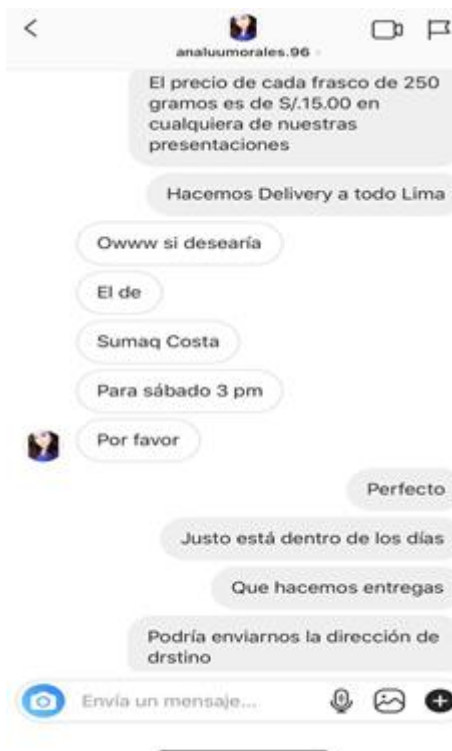 analuumorales.96
El precio de cada frasco de 250
gramos es de S/.15.00 en
cualquiera de nuestras
presentaciones
Hacemos Delivery a todo Lima
Owww si desearía
El de
Sumaq Costa
Para sábado 3 pm
Por favor
Perfecto
Justo está dentro de los días
Que hacemos entregas
Podría enviarnos la dirección de
drstino
Envía un mensaje...